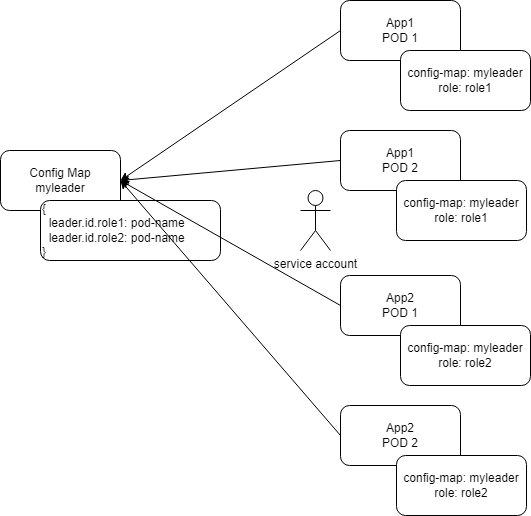 App1
POD 1
config-map: myleader
role: role1
App1
POD 2
config-map: myleader
role: role1
Config Map
myleader
{
leader.id.role1: pod-name
leader.id.role2: pod-name
}
service account
App2
POD 1
config-map: myleader
role: role2
App2
POD 2
config-map: myleader
role: role2